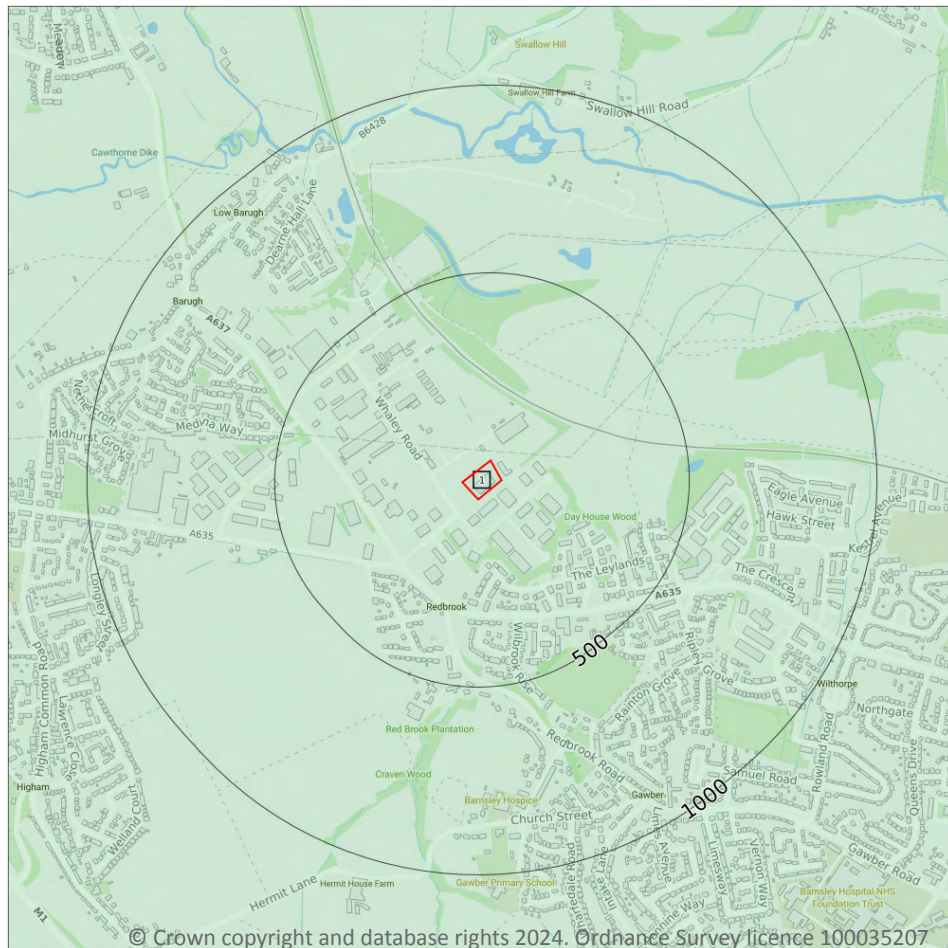 Meadow
Swallow Hill
Swallow Hill Farm
Swallow Hill Road
B6428
Cawthorne Dike
Low Barugh
Dearne Hall Lane
Barugh
A637
Nethercroft
Midhurst Grove
Medina Way
Whaley Road
1
Eagle Avenue
Hawk Street
Kestrel Avenue
Day House Wood
A635
The Leylands
The Crescent
A635
Longley Street
Redbrook
Wilbrook Rise
500
Ripley Grove
Rainton Grove
Wilthorpe
Higham Common Road
Lawrence Close
Northgate
Red Brook Plantation
Redbrook Road
Rowland Road
Queens Drive
Craven Wood
Samuel Road
Higham
Barnsley Hospice
Gawber
1000
Welland Court
Church Street
Limesway
Vernon Way
Gawber Road
Hermit Lane
Hermit House Farm
Gawber Primary School
Barnsley Hospital NHS
Foundation Trust
M1
© Crown copyright and database rights 2024. Ordnance Survey licence 100035207